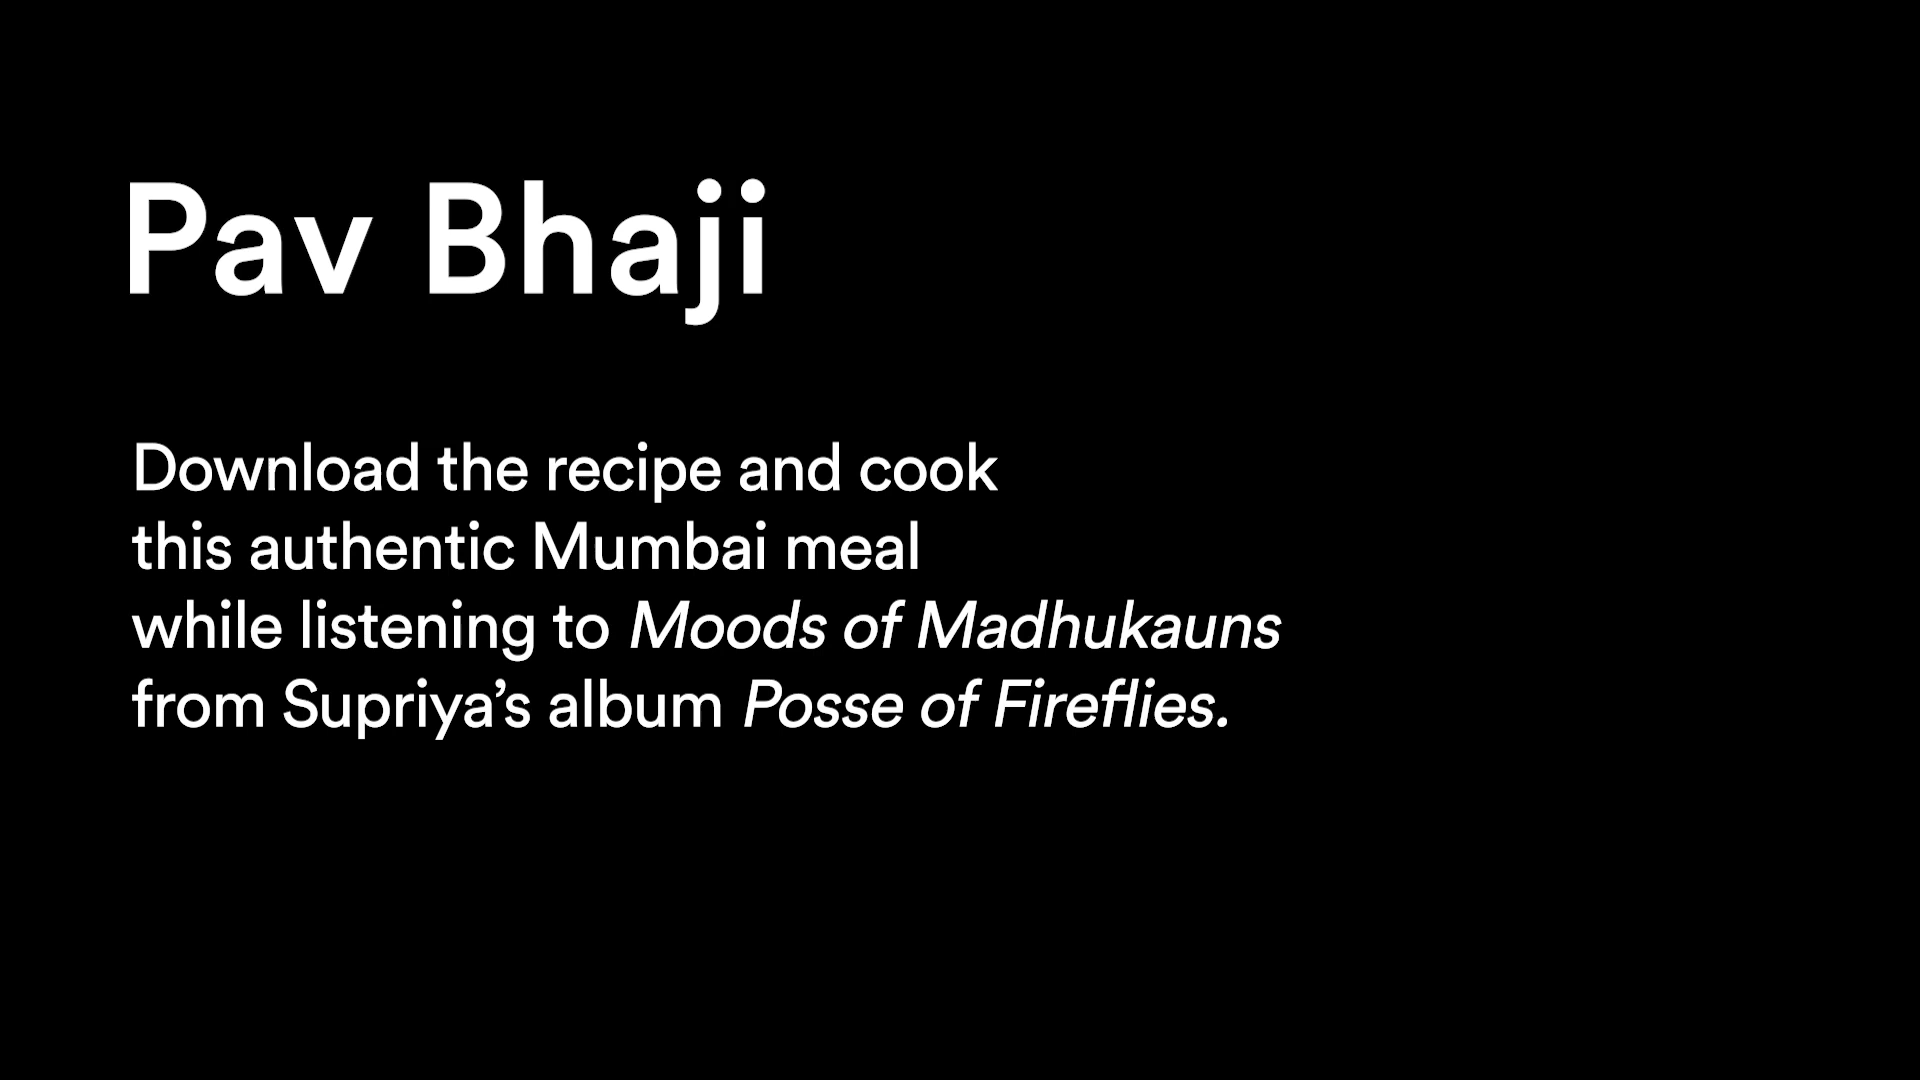 Pav Bhaji
Download the recipe and cook
this authentic Mumbai meal
while listening to Moods of Madhukauns
from Supriya’s album Posse of Fireflies.